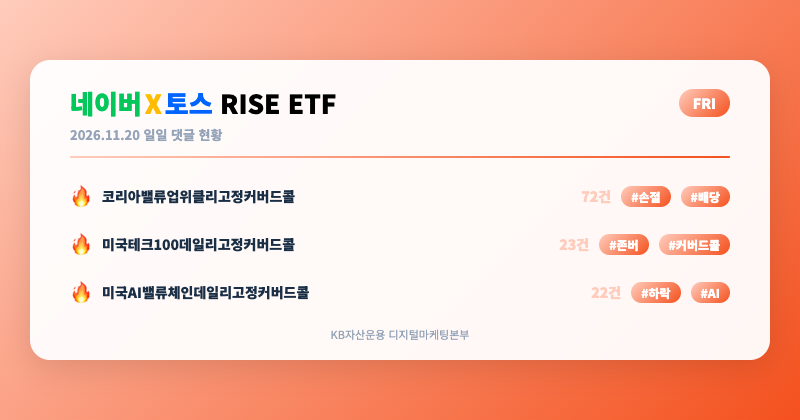 네이버 X 토스 RISE ETF FRI
2026.11.20 일일 댓글 현황
🔥 코리아밸류업위클리고정커버드콜 72건 #손절 #배당
🔥 미국테크100데일리고정커버드콜 23건 #존버 #커버드콜
🔥 미국AI밸류체인데일리고정커버드콜 22건 #하락 #AI
KB자산운용 디지털마케팅본부